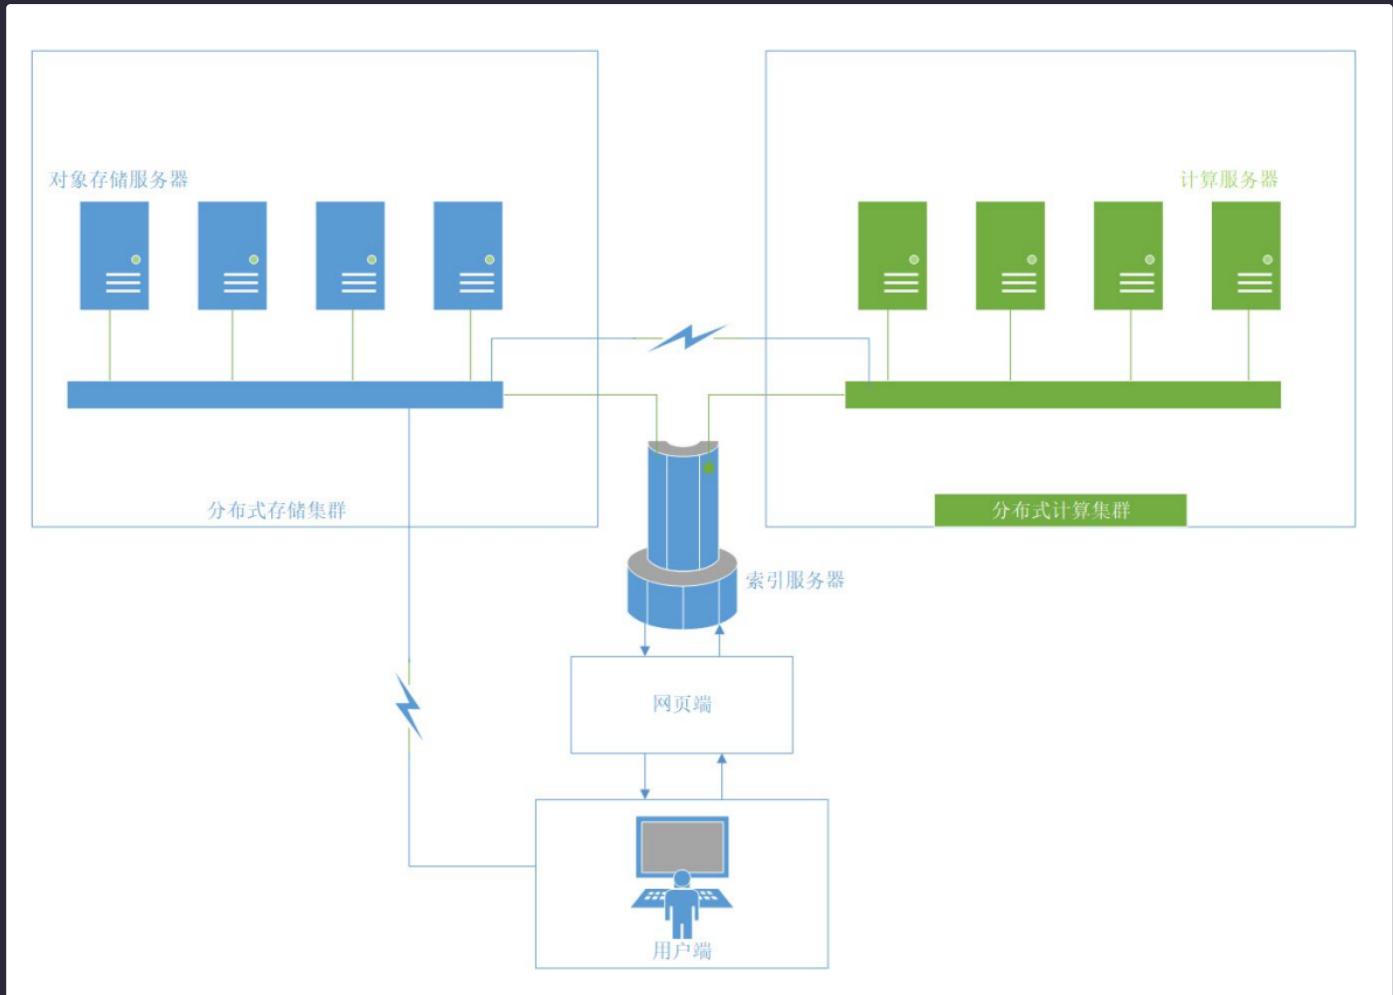 对象存储服务器
计算服务器
分布式存储集群
分布式计算集群
索引服务器
网页端
用户端